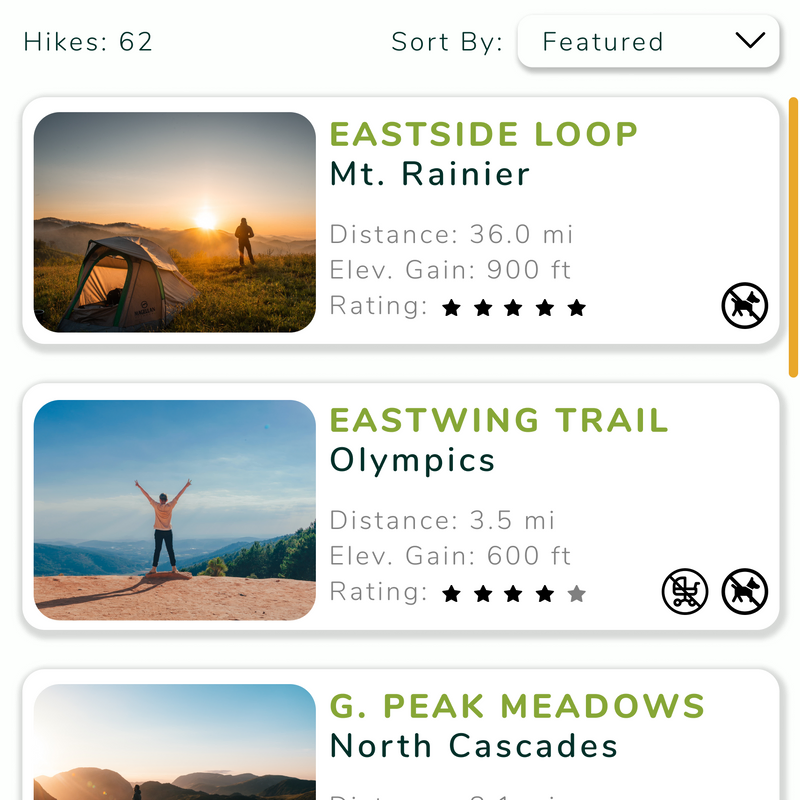 Hikes: 62
Sort By: Featured
EASTSIDE LOOP
Mt. Rainier
Distance: 36.0 mi
Elev. Gain: 900 ft
Rating:
EASTWING TRAIL
Olympics
Distance: 3.5 mi
Elev. Gain: 600 ft
Rating:
G. PEAK MEADOWS
North Cascades